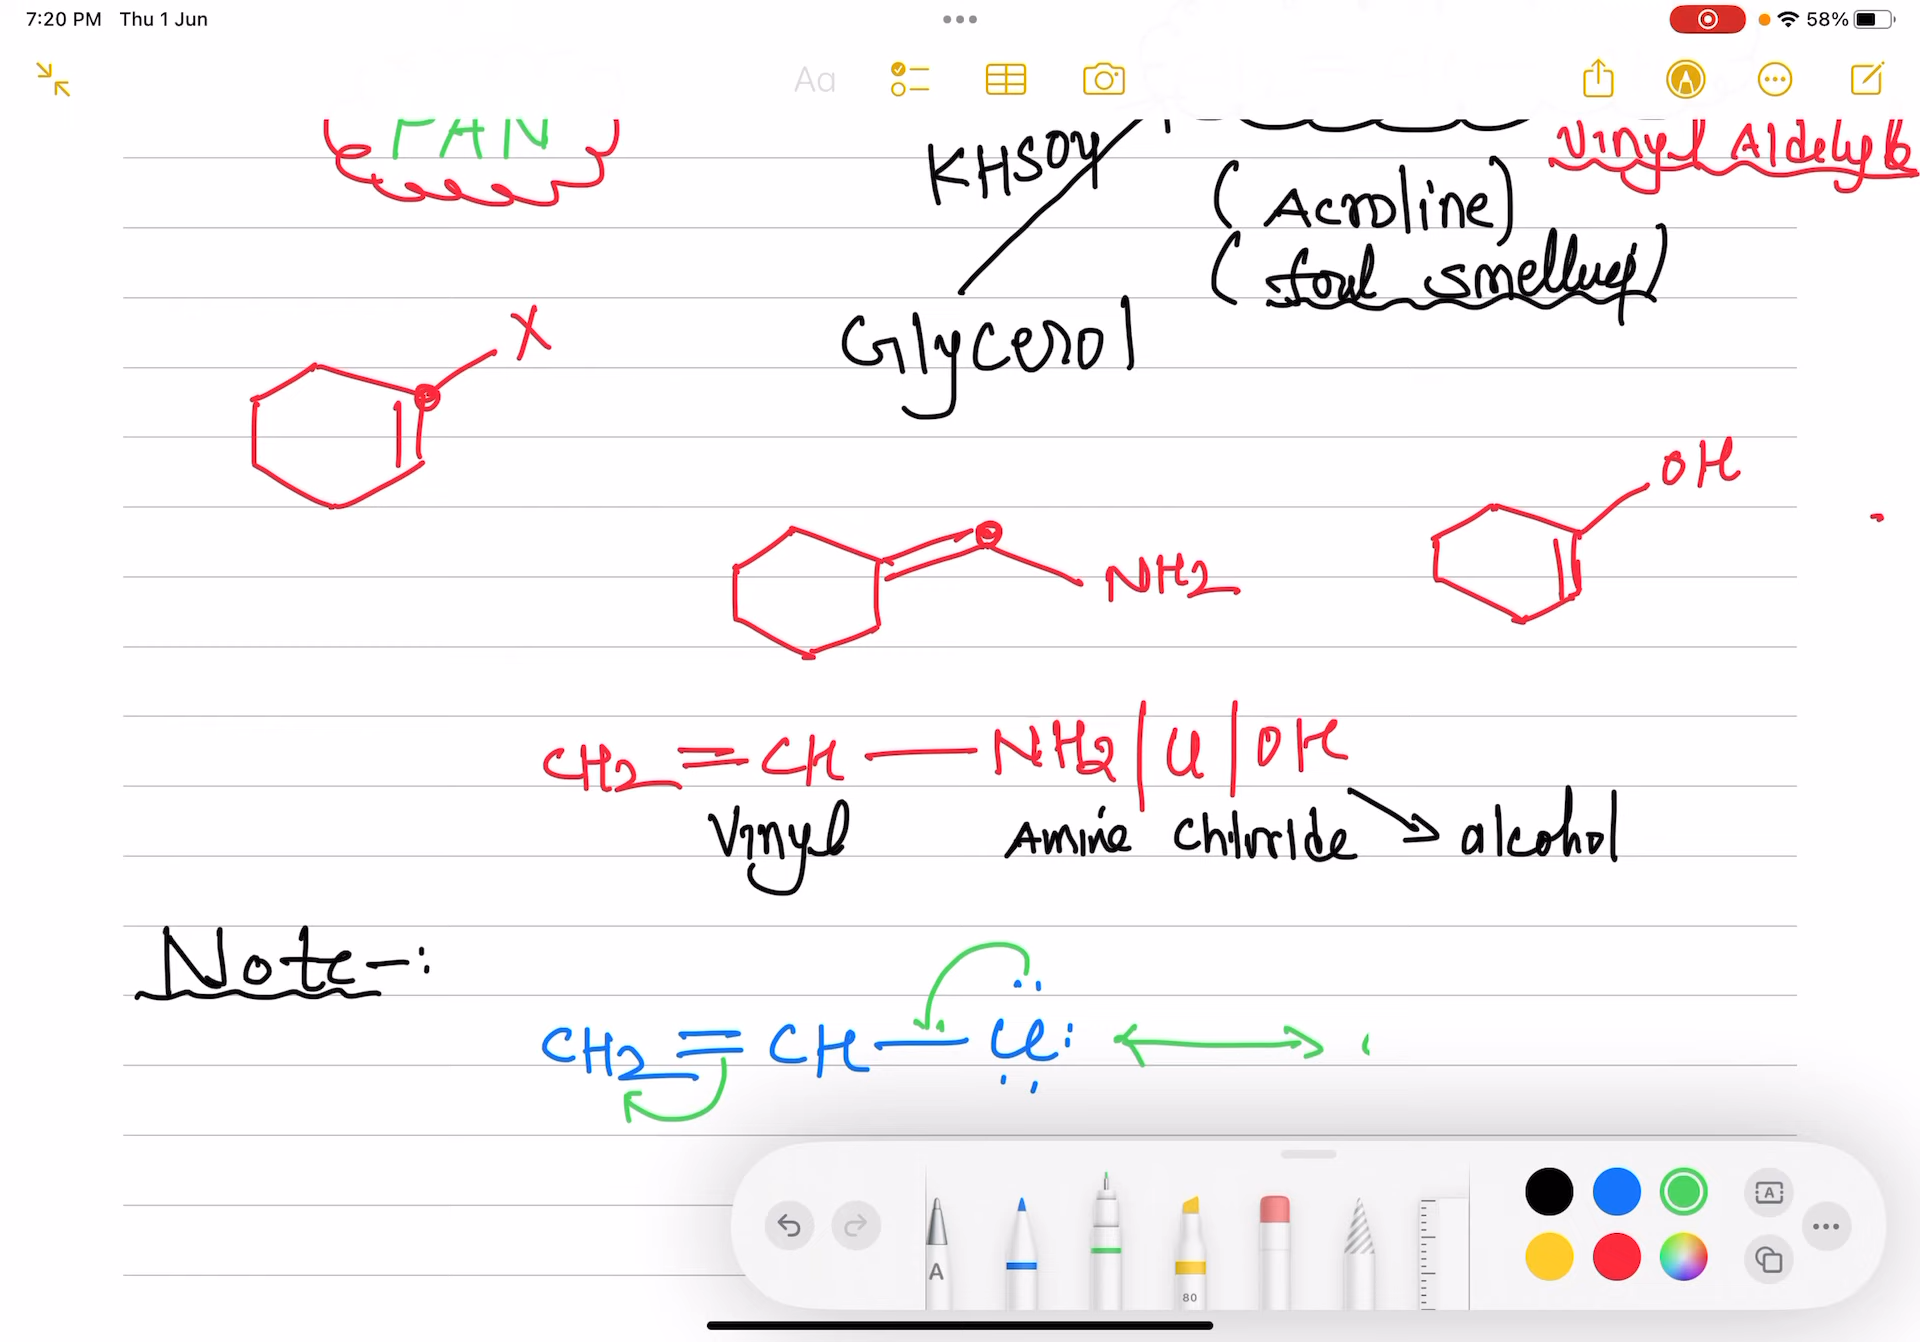 7:20 PM Thu 1 Jun
58%
Aa
PAN
KHSO4
Vinyl Aldehyde
(Acroline)
(foul smelling)
Glycerol
X
OH
NH2
CH2 = CH — NH2 | Cl | OH
Vinyl Amine Chloride → alcohol
Note-:
CH2 = CH — Cl: ↔
A
80
A